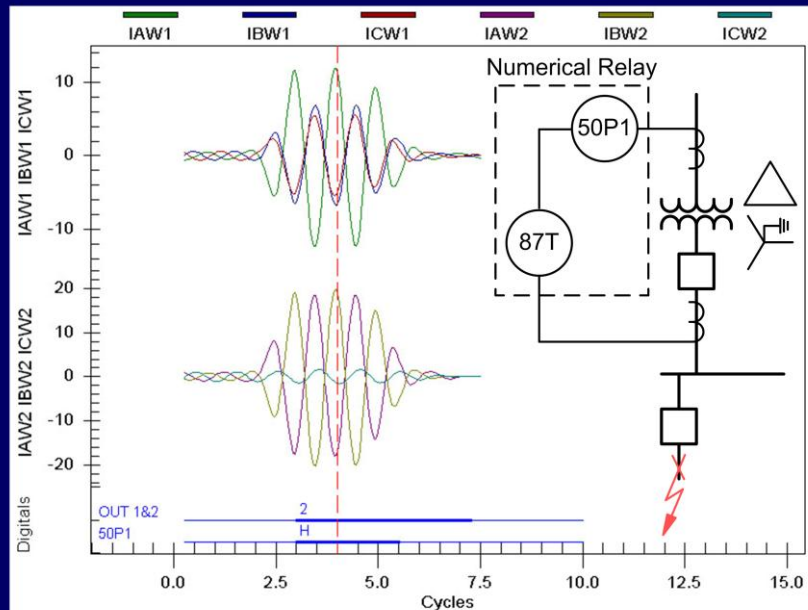 IAW1 IBW1 ICW1 IAW2 IBW2 ICW2
IAW1 IBW1 ICW1
10
0
-10
IAW2 IBW2 ICW2
20
10
0
-10
-20
Numerical Relay
50P1
87T
Digitals
OUT 1&2
2
50P1
H
0.0 2.5 5.0 7.5 10.0 12.5 15.0
Cycles